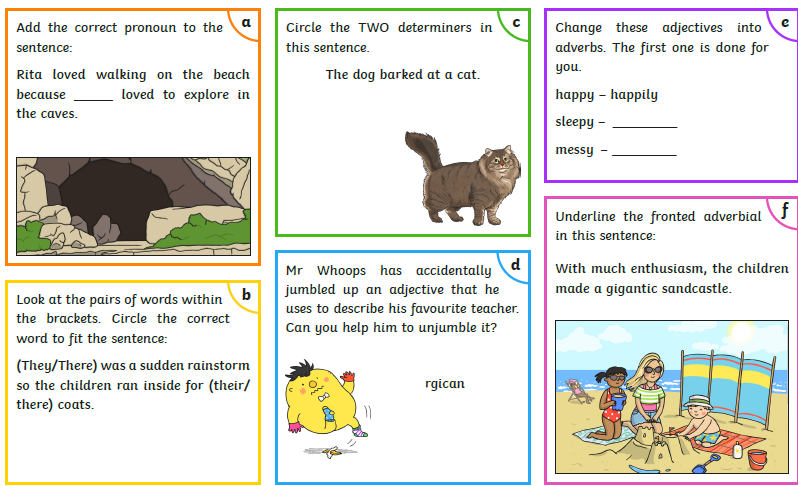 a
Add the correct pronoun to the
sentence:
Rita loved walking on the beach
because _____ loved to explore in
the caves.
b
Look at the pairs of words within
the brackets. Circle the correct
word to fit the sentence:
(They/There) was a sudden rainstorm
so the children ran inside for (their/
there) coats.
c
Circle the TWO determiners in
this sentence.
The dog barked at a cat.
d
Mr Whoops has accidentally
jumbled up an adjective that he
uses to describe his favourite teacher.
Can you help him to unjumble it?
rgican
e
Change these adjectives into
adverbs. The first one is done for
you.
happy – happily
sleepy – _________
messy – _________
f
Underline the fronted adverbial
in this sentence:
With much enthusiasm, the children
made a gigantic sandcastle.